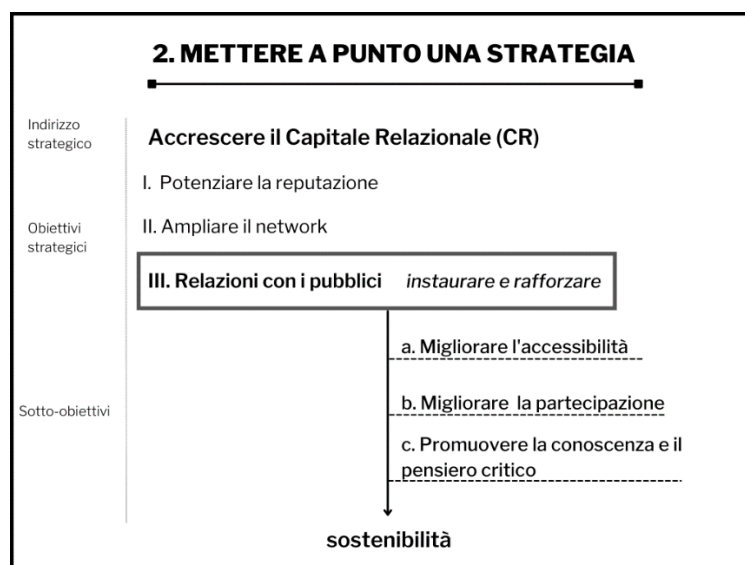 2. METTERE A PUNTO UNA STRATEGIA
Indirizzo
strategico
Accrescere il Capitale Relazionale (CR)
I. Potenziare la reputazione
Obiettivi
strategici
II. Ampliare il network
III. Relazioni con i pubblici instaurare e rafforzare
a. Migliorare l'accessibilità
Sotto-obiettivi
b. Migliorare la partecipazione
c. Promuovere la conoscenza e il
pensiero critico
sostenibilità